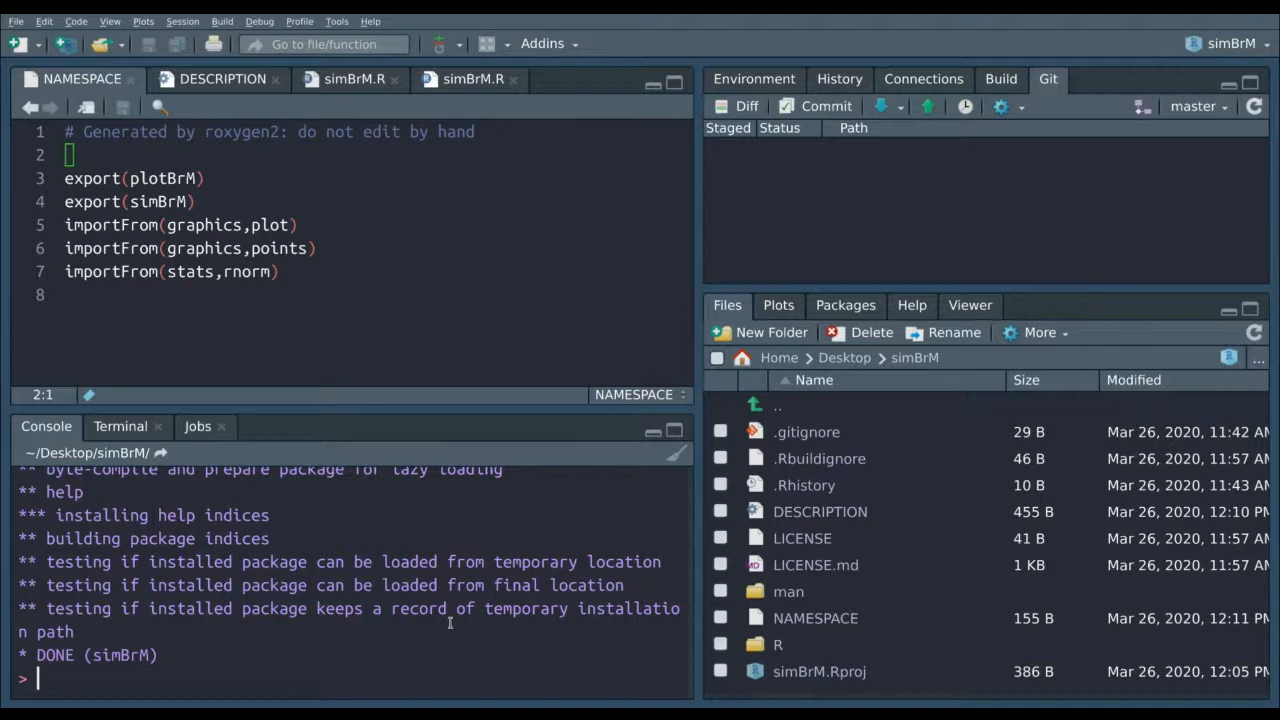 File Edit Code View Plots Session Build Debug Profile Tools Help
Go to file/function Addins simBrM
NAMESPACE DESCRIPTION simBrM.R simBrM.R
1 # Generated by roxygen2: do not edit by hand
2
3 export(plotBrM)
4 export(simBrM)
5 importFrom(graphics,plot)
6 importFrom(graphics,points)
7 importFrom(stats,rnorm)
8
2:1 NAMESPACE
Console Terminal Jobs
~/Desktop/simBrM/
** byte-compile and prepare package for lazy loading
** help
*** installing help indices
** building package indices
** testing if installed package can be loaded from temporary location
** testing if installed package can be loaded from final location
** testing if installed package keeps a record of temporary installatio
n path
* DONE (simBrM)
>
Environment History Connections Build Git
Diff Commit master
Staged Status Path
Files Plots Packages Help Viewer
New Folder Delete Rename More
Home Desktop simBrM ...
Name Size Modified
..
.gitignore 29 B Mar 26, 2020, 11:42 AM
.Rbuildignore 46 B Mar 26, 2020, 11:57 AM
.Rhistory 10 B Mar 26, 2020, 11:43 AM
DESCRIPTION 455 B Mar 26, 2020, 12:10 PM
LICENSE 41 B Mar 26, 2020, 11:57 AM
LICENSE.md 1 KB Mar 26, 2020, 11:57 AM
man
NAMESPACE 155 B Mar 26, 2020, 12:11 PM
R
simBrM.Rproj 386 B Mar 26, 2020, 12:05 PM